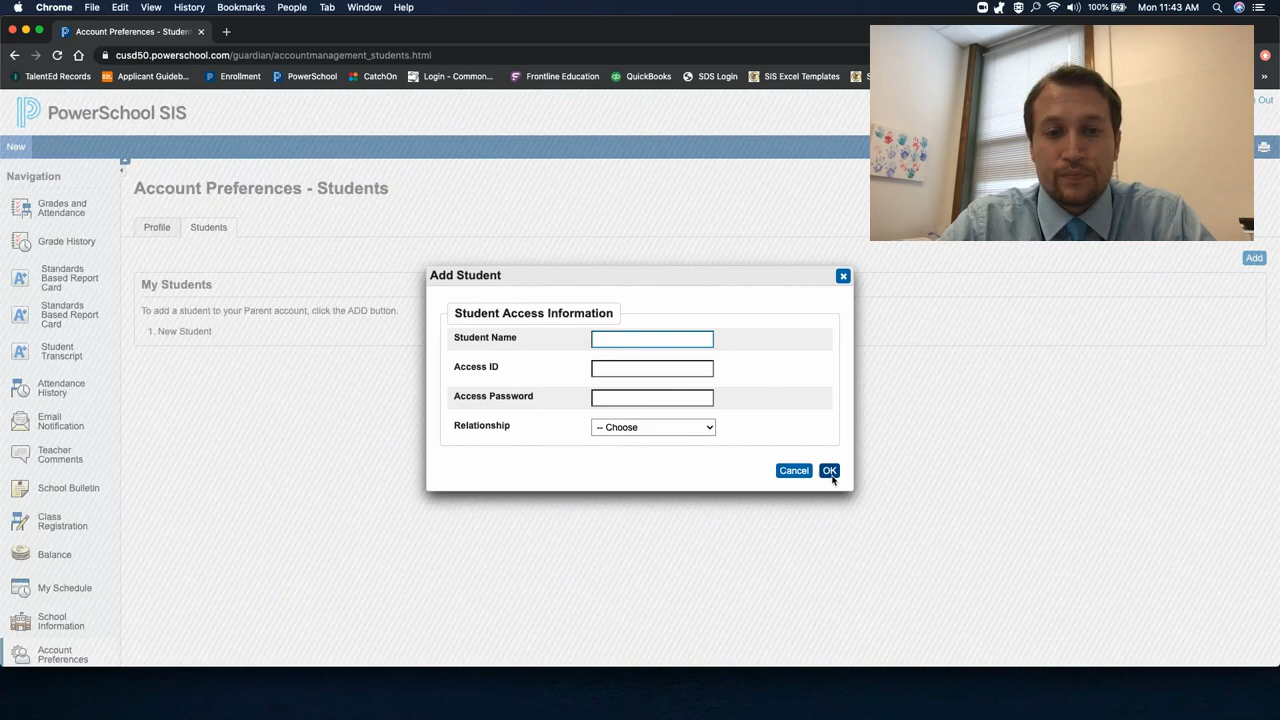 Chrome File Edit View History Bookmarks People Tab Window Help 100% Mon 11:43 AM
Account Preferences - Student
cusd50.powerschool.com/guardian/accountmanagement_students.html
TalentEd Records Applicant Guideb... Enrollment PowerSchool CatchOn Login - Common... Frontline Education QuickBooks SDS Login SIS Excel Templates
PowerSchool SIS
Out
New
Navigation
Grades and
Attendance
Grade History
Standards
Based Report
Card
Standards
Based Report
Card
Student
Transcript
Attendance
History
Email
Notification
Teacher
Comments
School Bulletin
Class
Registration
Balance
My Schedule
School
Information
Account
Preferences
Account Preferences - Students
Profile Students
Add
My Students
To add a student to your Parent account, click the ADD button.
1. New Student
Add Student
Student Access Information
Student Name
Access ID
Access Password
Relationship -- Choose
Cancel OK